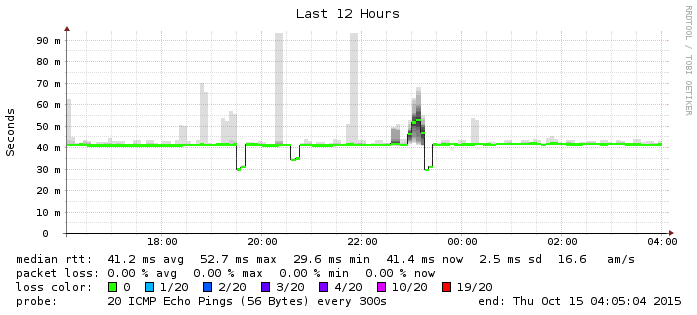 Last 12 Hours
RRDTOOL / TOBI OETIKER
Seconds
90 m
80 m
70 m
60 m
50 m
40 m
30 m
20 m
10 m
0
18:00 20:00 22:00 00:00 02:00 04:00
median rtt: 41.2 ms avg 52.7 ms max 29.6 ms min 41.4 ms now 2.5 ms sd 16.6 am/s
packet loss: 0.00 % avg 0.00 % max 0.00 % min 0.00 % now
loss color: 0 1/20 2/20 3/20 4/20 10/20 19/20
probe: 20 ICMP Echo Pings (56 Bytes) every 300s end: Thu Oct 15 04:05:04 2015